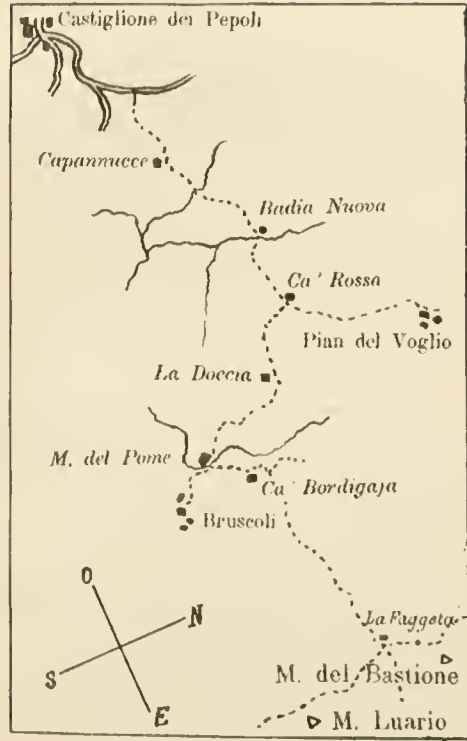 Castiglione dei Pepoli
Capannucce
Badia Nuova
Ca' Rossa
Pian del Voglio
La Doccia
M. del Pome
Ca' Bordigaja
Bruscoli
O
N
S
E
La Faggeta
M. del Bastione
M. Luario